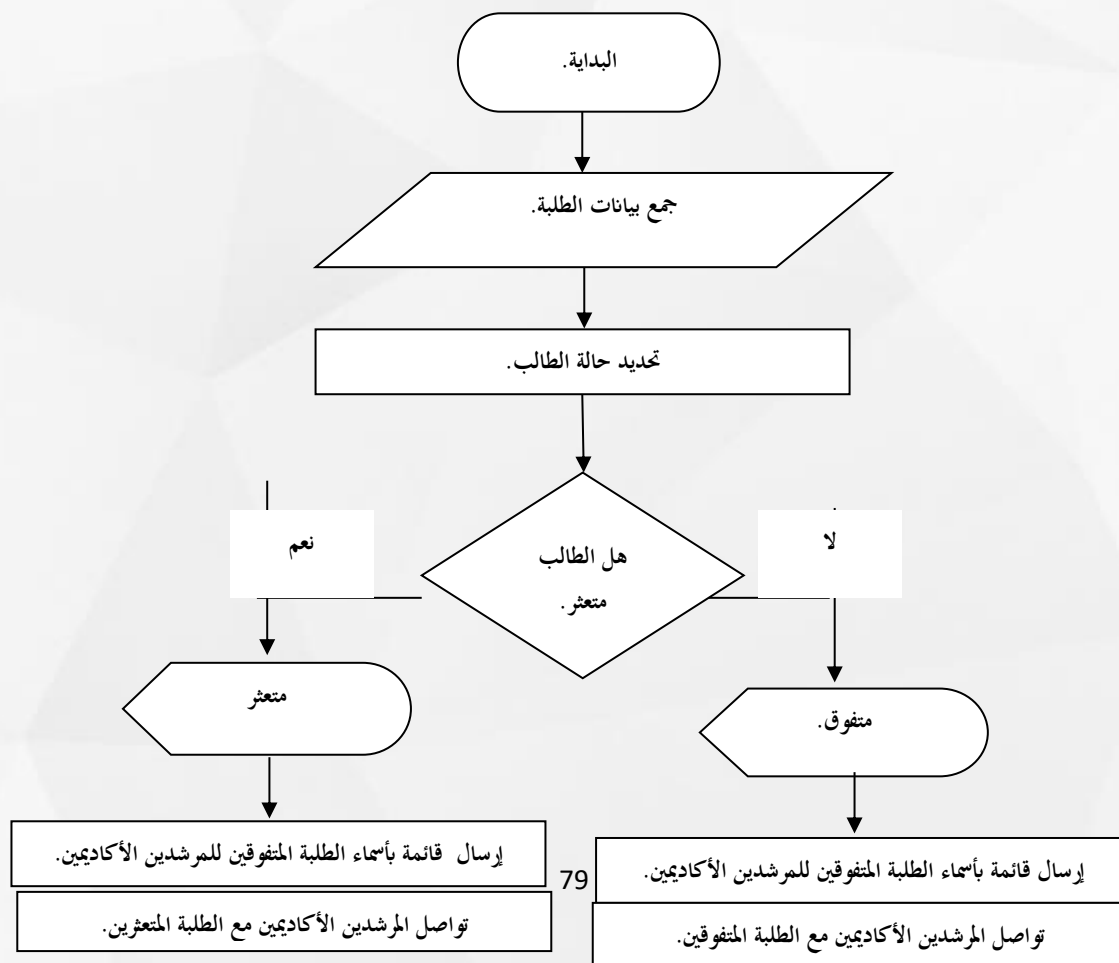 البداية.
جمع بيانات الطلبة.
تحديد حالة الطالب.
هل الطالب
متعثر.
لا
نعم
متفوق.
متعثر
إرسال قائمة بأسماء الطلبة المتفوقين للمرشدين الأكاديميين.
تواصل المرشدين الأكاديميين مع الطلبة المتفوقين.
إرسال قائمة بأسماء الطلبة المتفوقين للمرشدين الأكاديميين.
تواصل المرشدين الأكاديميين مع الطلبة المتعثرين.
79